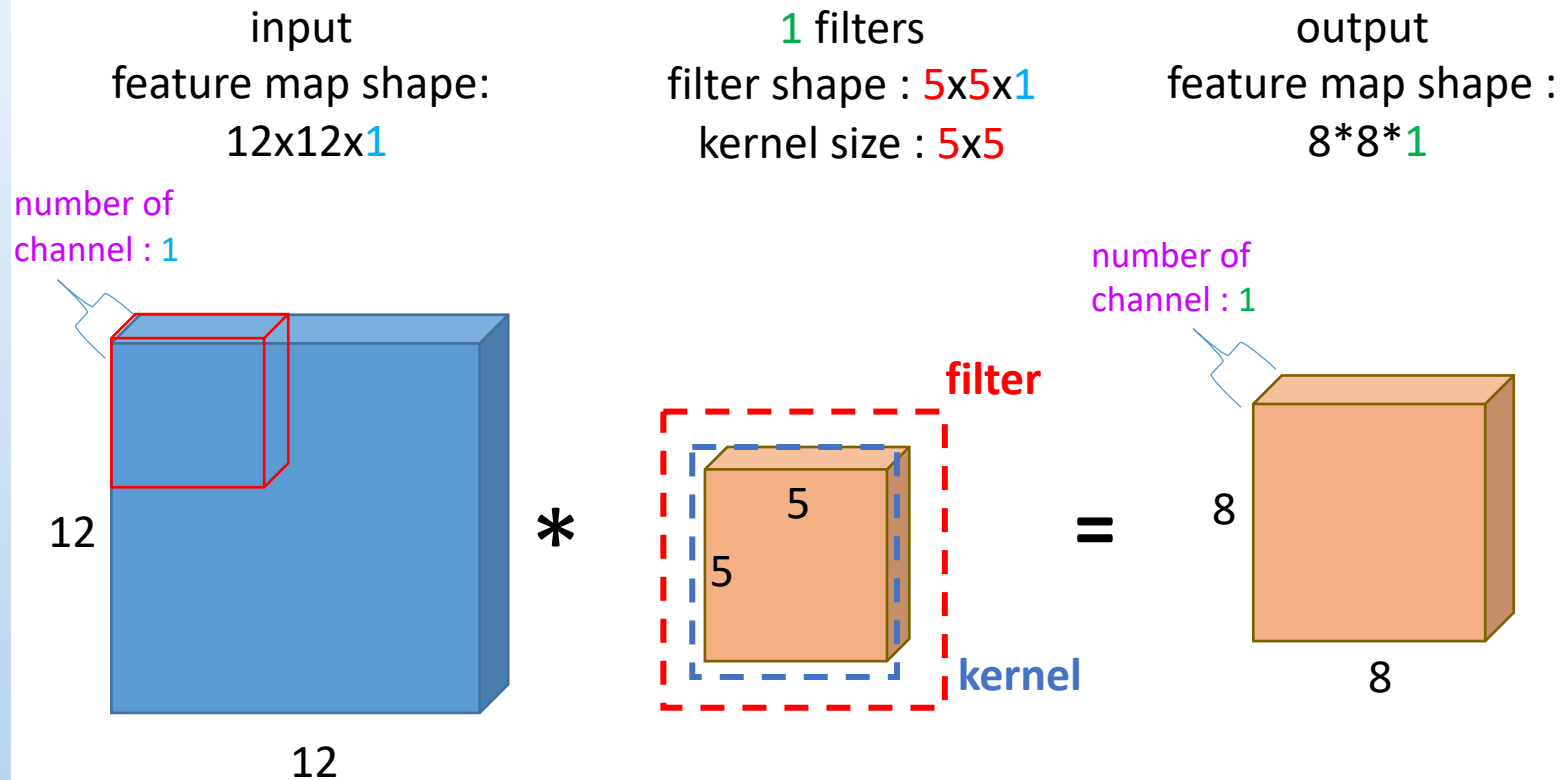 input
feature map shape:
12x12x1
1 filters
filter shape : 5x5x1
kernel size : 5x5
output
feature map shape :
8*8*1
number of
channel : 1
number of
channel : 1
filter
5
5
12
*
=
8
kernel
8
12